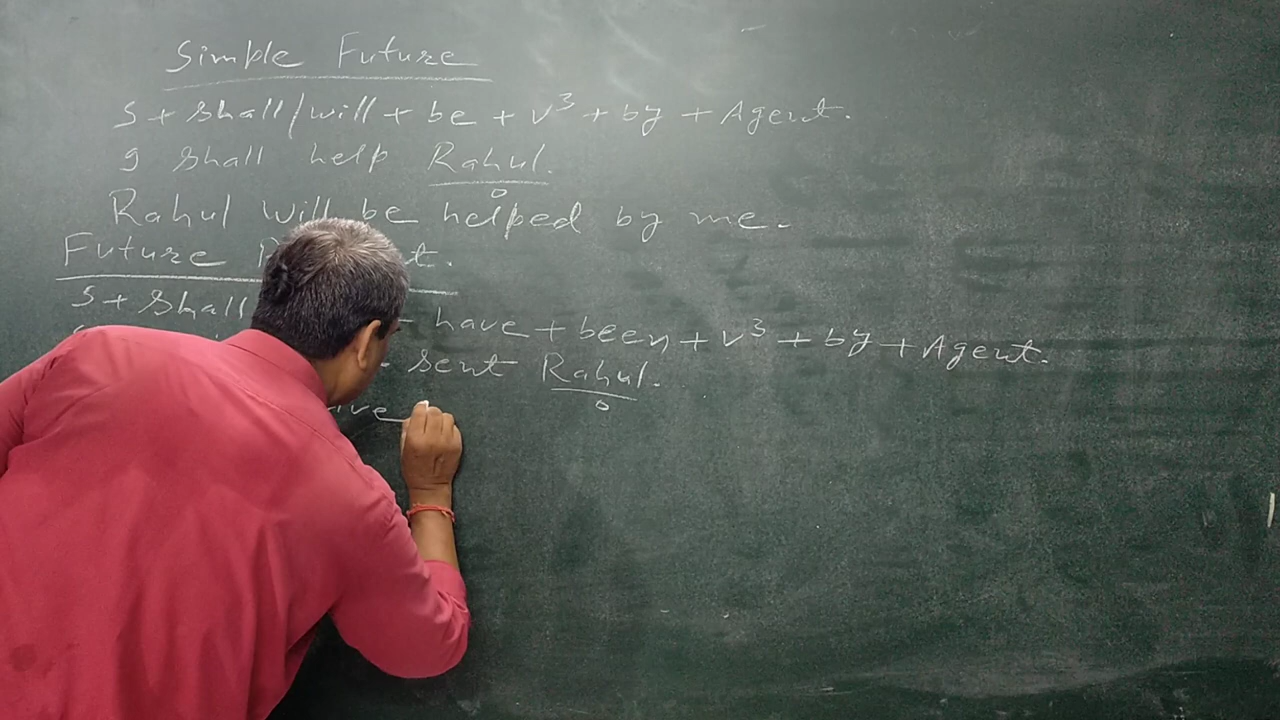 Simple Future
S + shall/will + be + v³ + by + Agent.
I shall help Rahul.
O
Rahul will be helped by me.
Future
S + shall have + been + v³ + by + Agent.
sent Rahul.
O